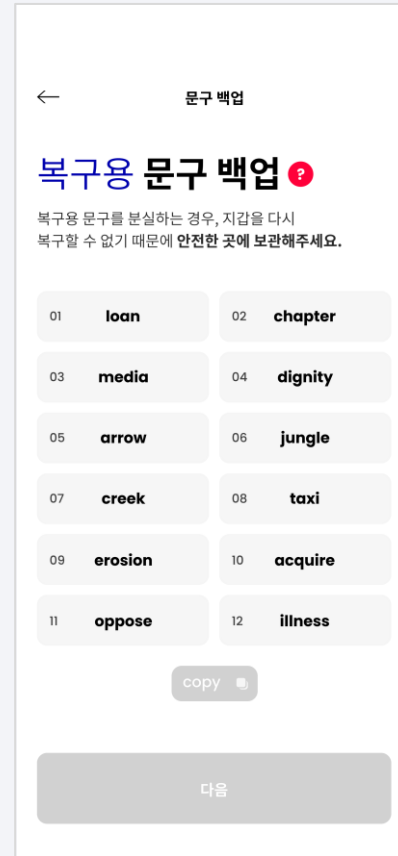 문구 백업
복구용 문구 백업 ?
복구용 문구를 분실하는 경우, 지갑을 다시
복구할 수 없기 때문에 안전한 곳에 보관해주세요.
01 loan 02 chapter
03 media 04 dignity
05 arrow 06 jungle
07 creek 08 taxi
09 erosion 10 acquire
11 oppose 12 illness
copy
다음